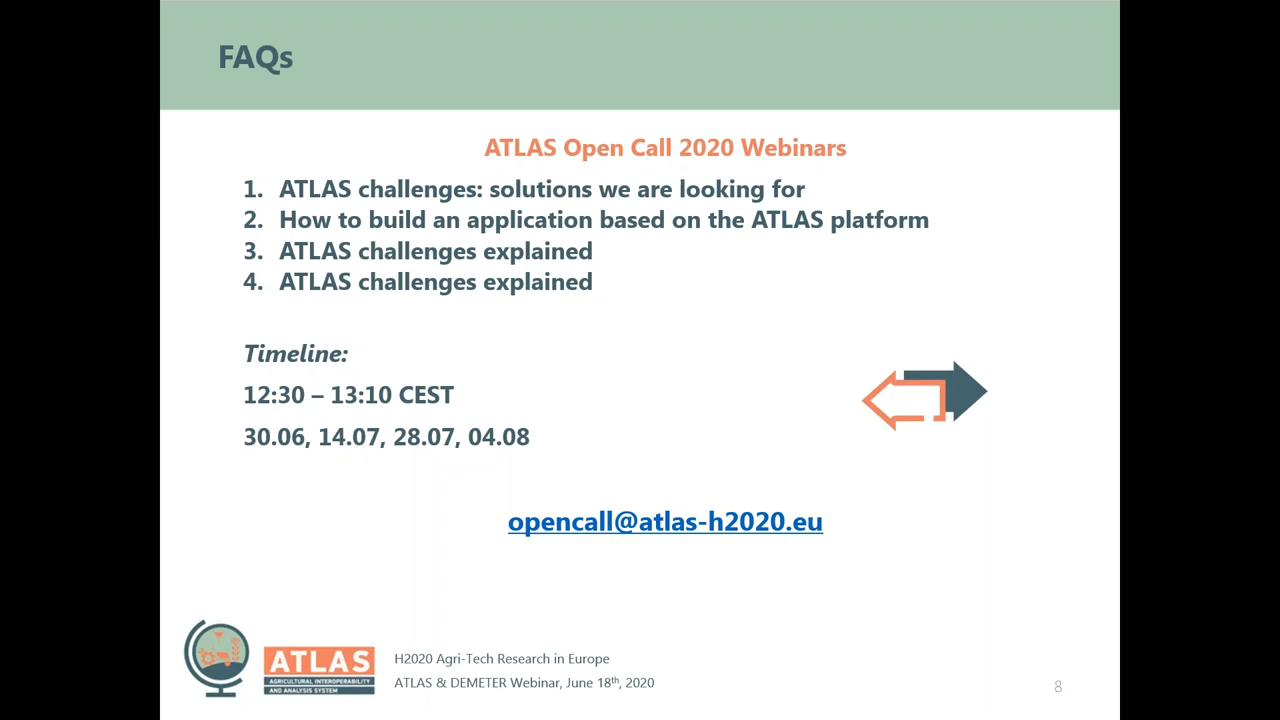 FAQs
ATLAS Open Call 2020 Webinars
1. ATLAS challenges: solutions we are looking for
2. How to build an application based on the ATLAS platform
3. ATLAS challenges explained
4. ATLAS challenges explained
Timeline:
12:30 – 13:10 CEST
30.06, 14.07, 28.07, 04.08
opencall@atlas-h2020.eu
ATLAS
AGRICULTURAL INTEROPERABILITY
AND ANALYSIS SYSTEM
H2020 Agri-Tech Research in Europe
ATLAS & DEMETER Webinar, June 18th, 2020
8